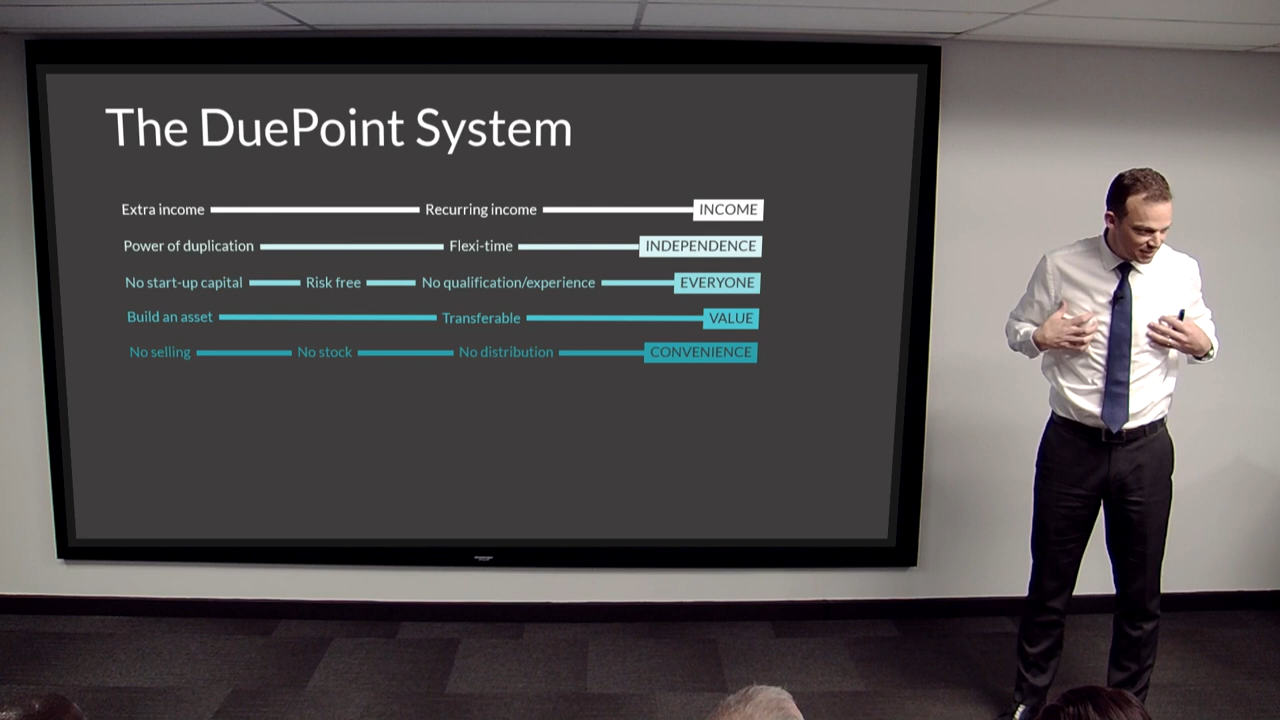 The DuePoint System
Extra income Recurring income INCOME
Power of duplication Flexi-time INDEPENDENCE
No start-up capital Risk free No qualification/experience EVERYONE
Build an asset Transferable VALUE
No selling No stock No distribution CONVENIENCE